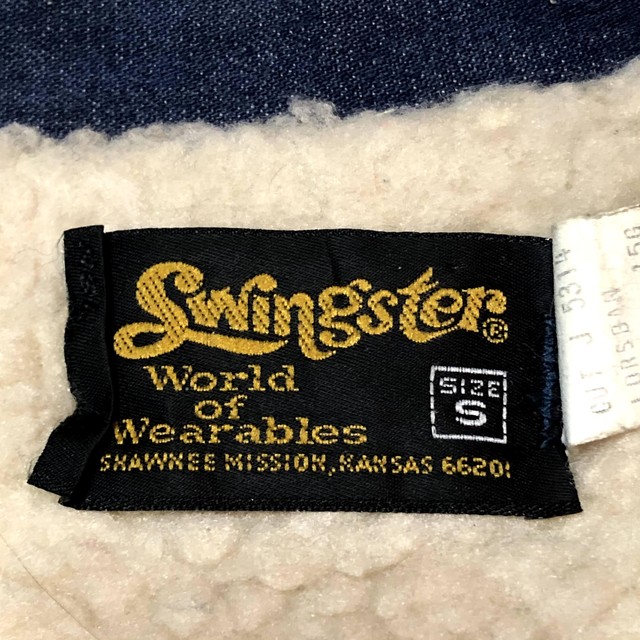 Swingster®
World
of
Wearables
SHAWNEE MISSION, KANSAS 66201
SIZE
S
CUT J 5314